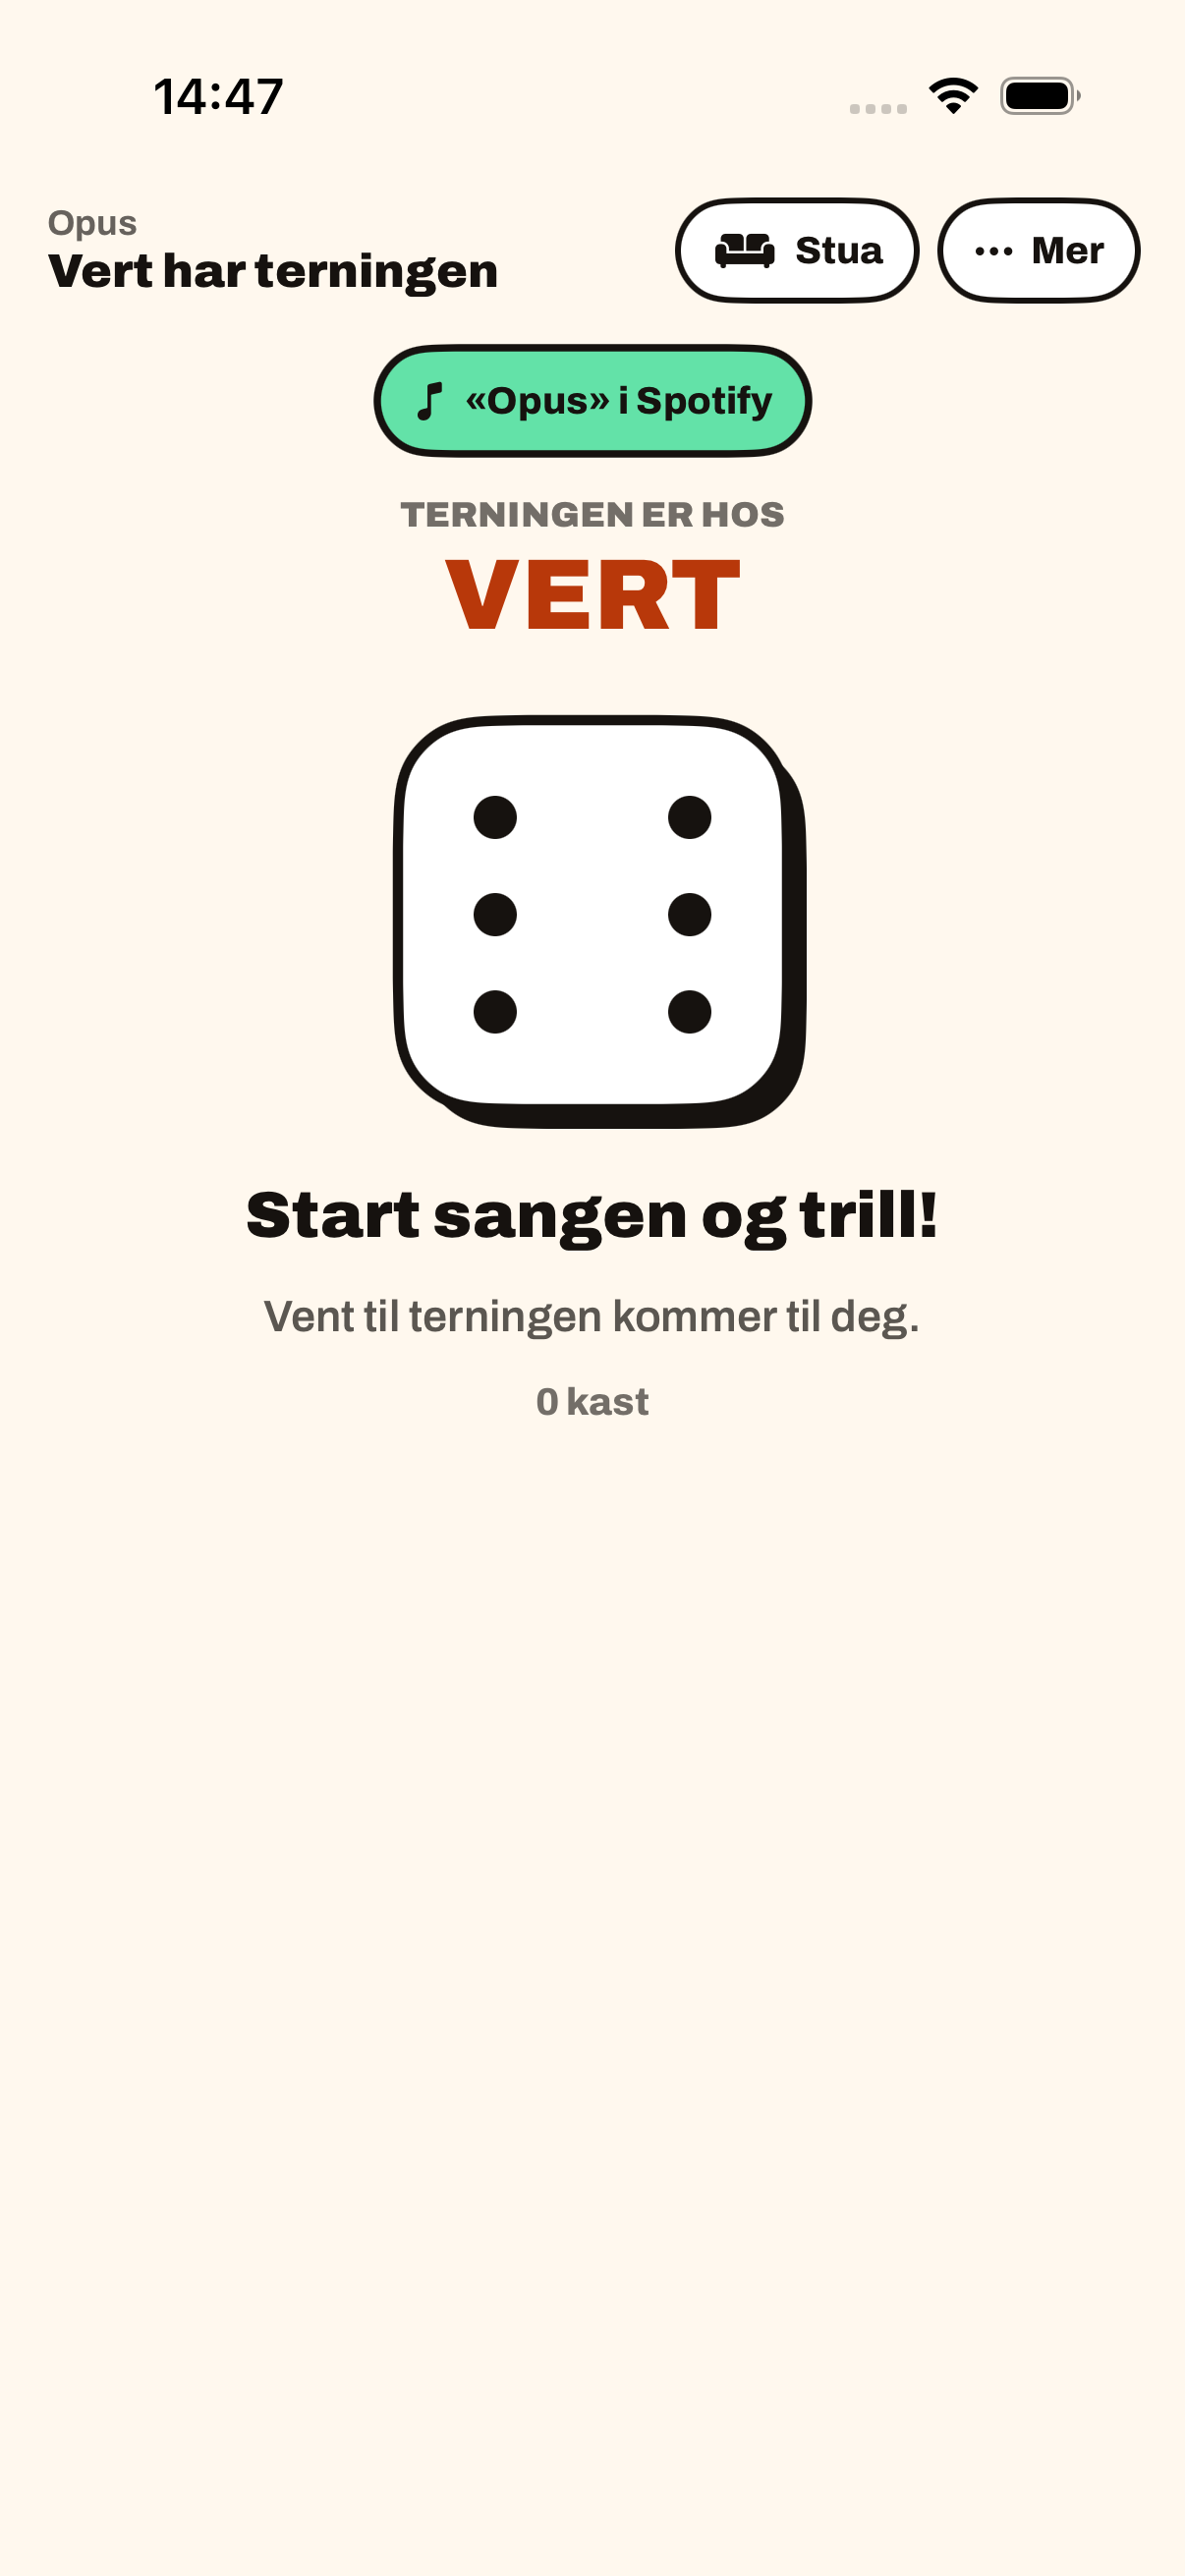 14:47
Opus
Vert har terningen
Stua
Mer
«Opus» i Spotify
TERNINGEN ER HOS
VERT
Start sangen og trill!
Vent til terningen kommer til deg.
0 kast